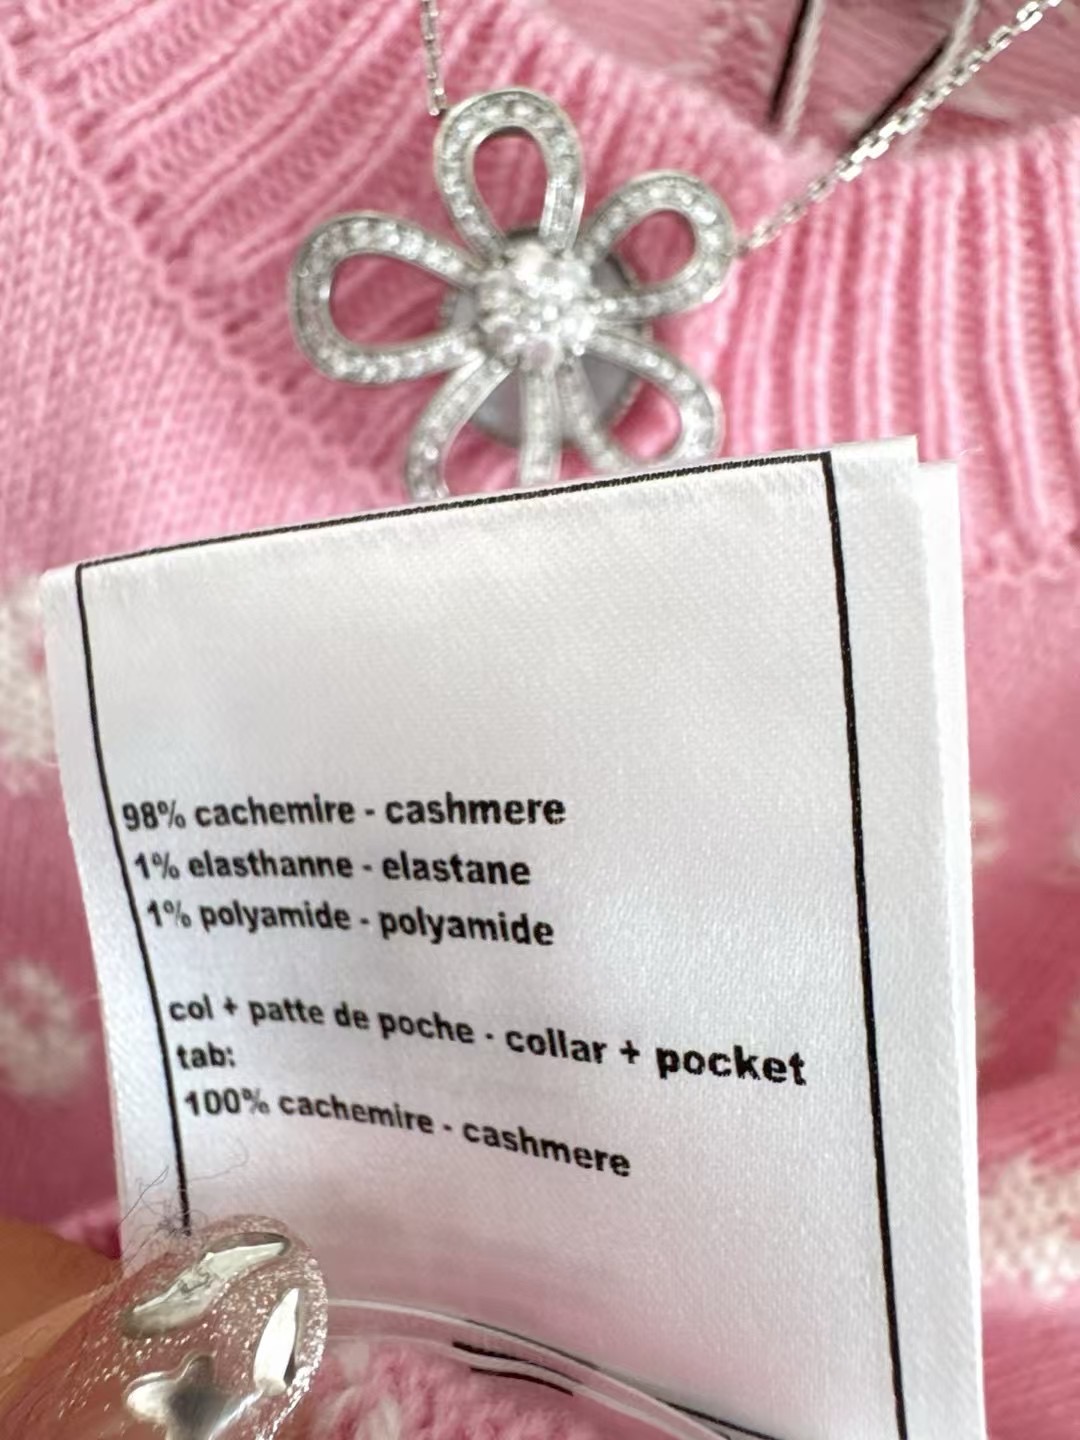 98% cachemire - cashmere
1% elasthanne - elastane
1% polyamide - polyamide
col + patte de poche - collar + pocket
tab:
100% cachemire - cashmere